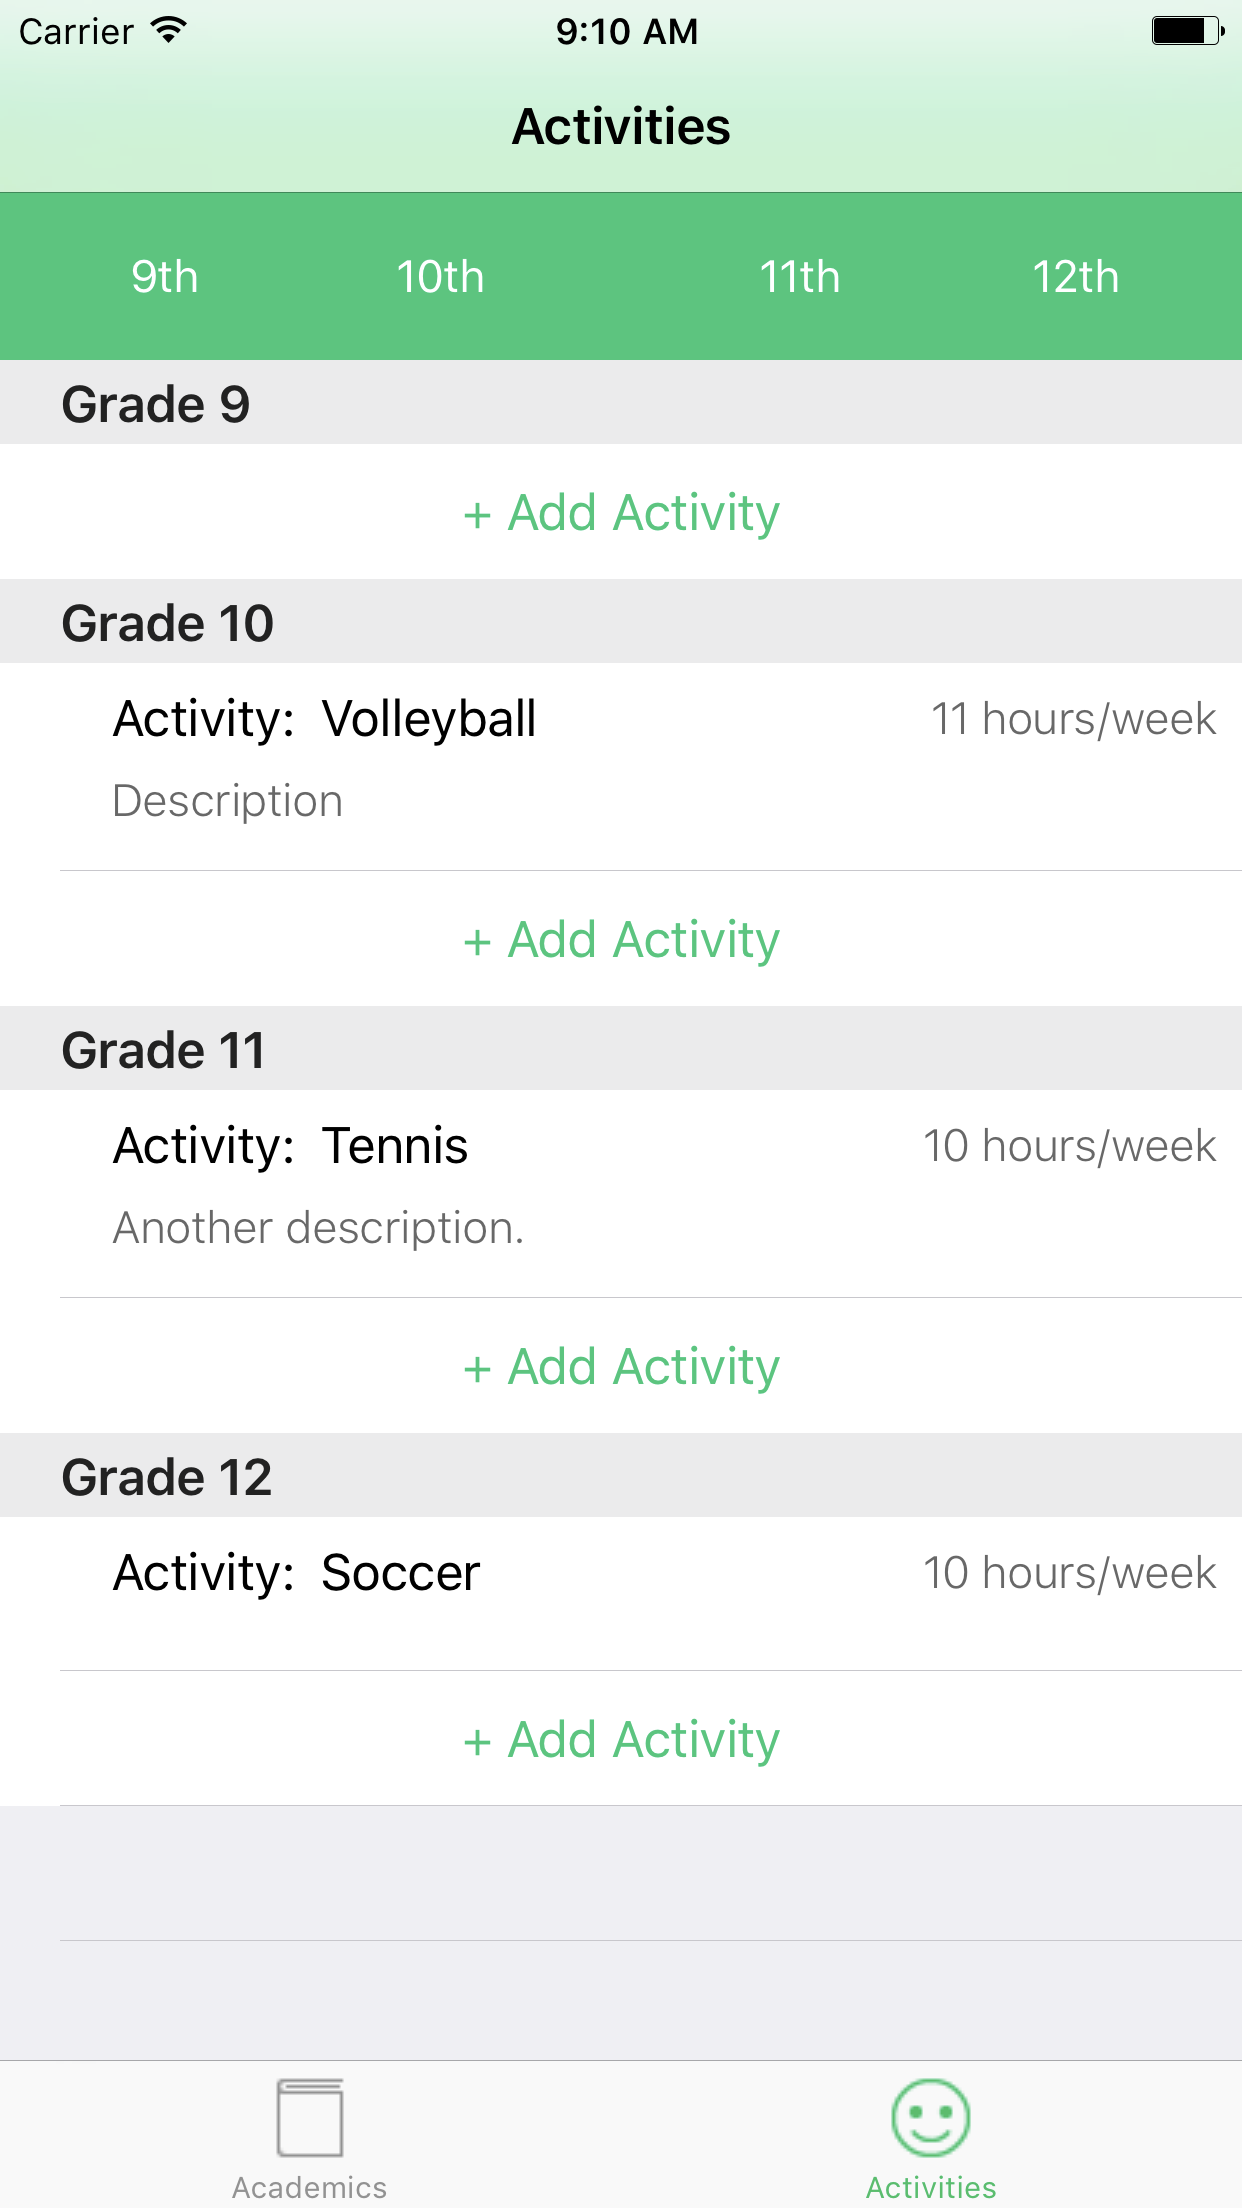 Carrier 9:10 AM
Activities
9th 10th 11th 12th
Grade 9
+ Add Activity
Grade 10
Activity: Volleyball 11 hours/week
Description
+ Add Activity
Grade 11
Activity: Tennis 10 hours/week
Another description.
+ Add Activity
Grade 12
Activity: Soccer 10 hours/week
+ Add Activity
Academics Activities